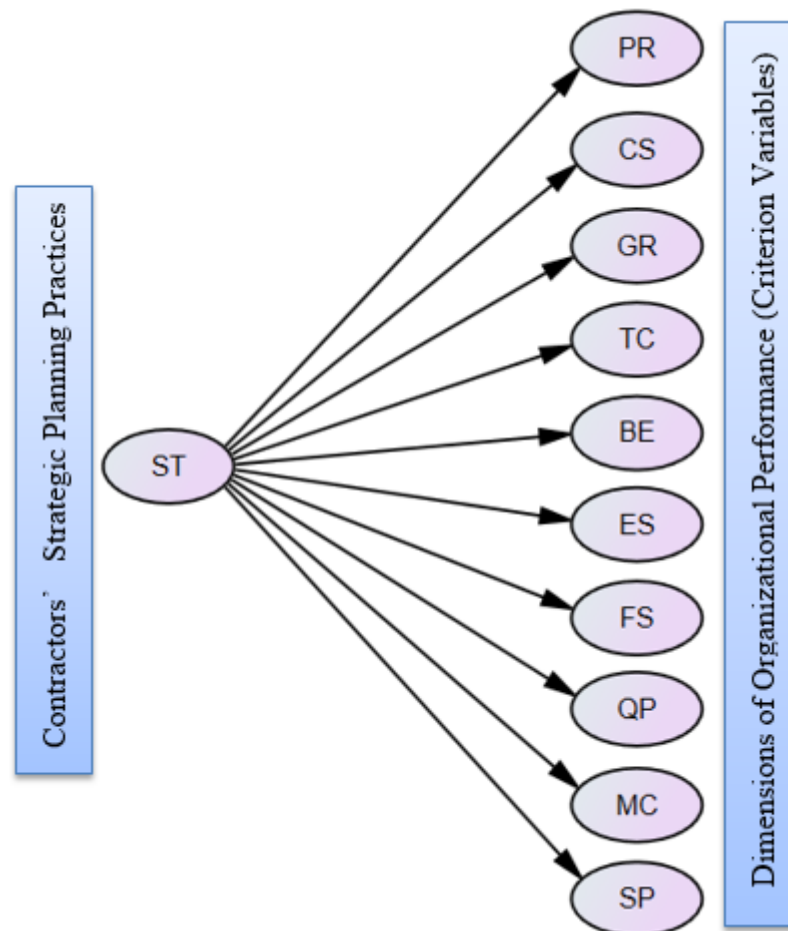 Contractors’ Strategic Planning Practices
ST
PR
CS
GR
TC
BE
ES
FS
QP
MC
SP
Dimensions of Organizational Performance (Criterion Variables)